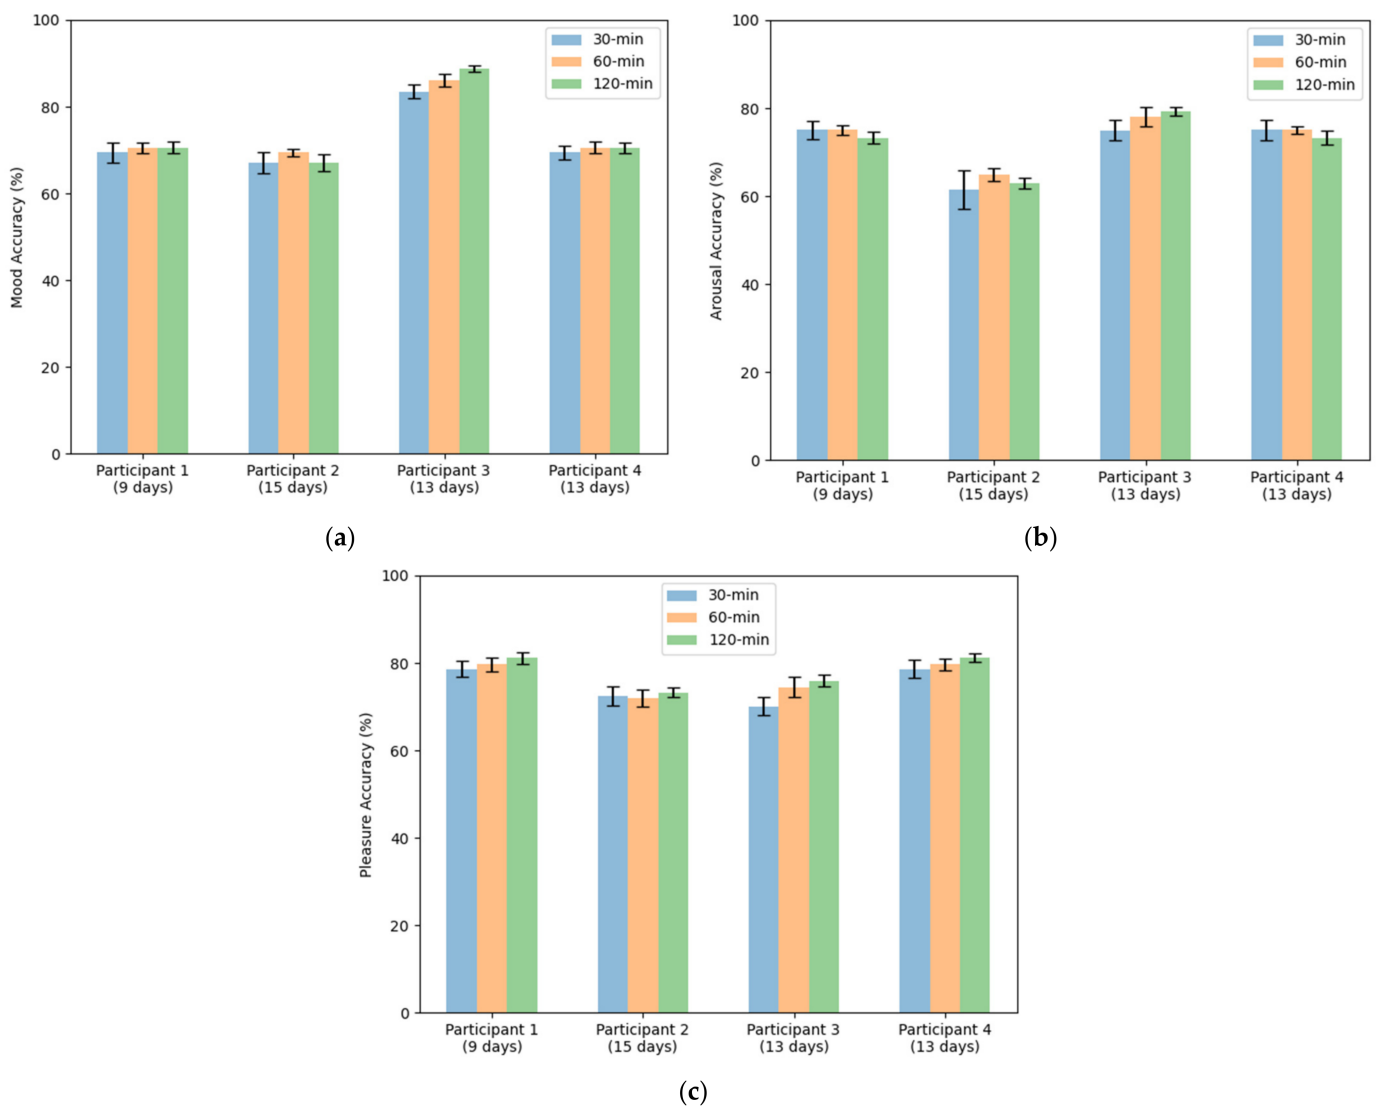 100
80
60
40
20
0
Mood Accuracy (%)
30-min
60-min
120-min
Participant 1
(9 days)
Participant 2
(15 days)
Participant 3
(13 days)
Participant 4
(13 days)
(a)
100
80
60
40
20
0
Arousal Accuracy (%)
30-min
60-min
120-min
Participant 1
(9 days)
Participant 2
(15 days)
Participant 3
(13 days)
Participant 4
(13 days)
(b)
100
80
60
40
20
0
Pleasure Accuracy (%)
30-min
60-min
120-min
Participant 1
(9 days)
Participant 2
(15 days)
Participant 3
(13 days)
Participant 4
(13 days)
(c)